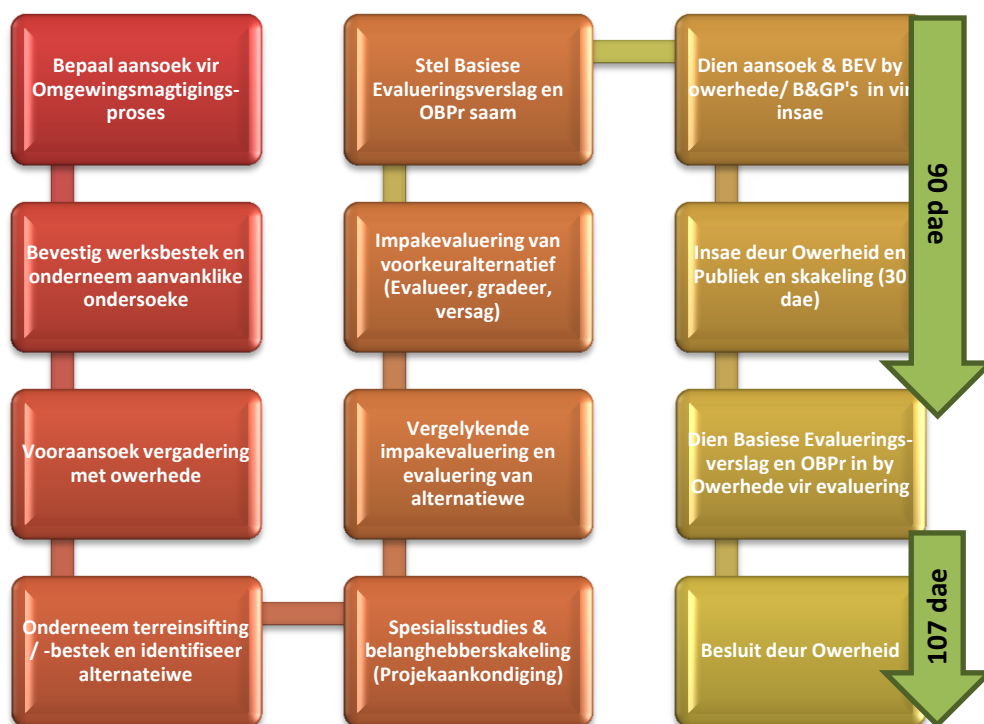 Bepaal aansoek vir
Omgewingsmagtigings-
proses
Bevestig werksbestek en
onderneem aanvanklike
ondersoeke
Vooraansoek vergadering
met owerhede
Onderneem terreinsifting
/ -bestek en identifiseer
alternateiwe
Spesialisstudies &
belanghebberskakeling
(Projekaankondiging)
Vergelykende
impakevaluering en
evaluering van
alternatiewe
Impakevaluering van
voorkeuralternatief
(Evalueer, gradeer,
versag)
Stel Basiese
Evalueringsverslag en
OBPr saam
Dien aansoek & BEV by
owerhede/ B&GP's in vir
insae
Insae deur Owerheid en
Publiek en skakeling (30
dae)
Dien Basiese Evaluerings-
verslag en OBPr in by
Owerhede vir evaluering
Besluit deur Owerheid
90 dae
107 dae